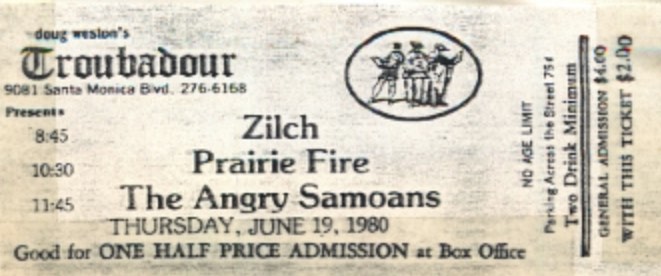 doug weston's
Troubadour
9081 Santa Monica Blvd. 276-6168
Presents
8:45 Zilch
10:30 Prairie Fire
11:45 The Angry Samoans
THURSDAY, JUNE 19, 1980
Good for ONE HALF PRICE ADMISSION at Box Office
NO AGE LIMIT
Parking Across the Street 75¢
Two Drink Minimum
GENERAL ADMISSION $4.00
WITH THIS TICKET $2.00